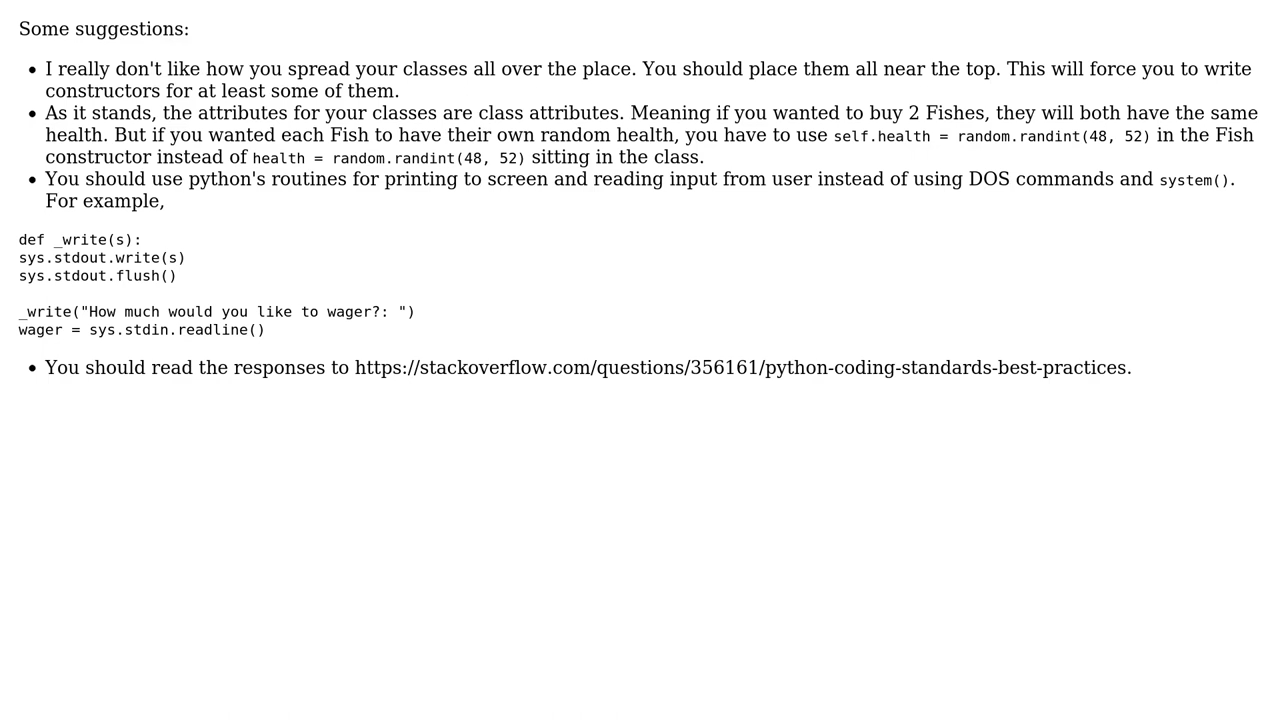 Some suggestions:
• I really don't like how you spread your classes all over the place. You should place them all near the top. This will force you to write
constructors for at least some of them.
• As it stands, the attributes for your classes are class attributes. Meaning if you wanted to buy 2 Fishes, they will both have the same
health. But if you wanted each Fish to have their own random health, you have to use self.health = random.randint(48, 52) in the Fish
constructor instead of health = random.randint(48, 52) sitting in the class.
• You should use python's routines for printing to screen and reading input from user instead of using DOS commands and system().
For example,
def _write(s):
sys.stdout.write(s)
sys.stdout.flush()
_write("How much would you like to wager?: ")
wager = sys.stdin.readline()
• You should read the responses to https://stackoverflow.com/questions/356161/python-coding-standards-best-practices.